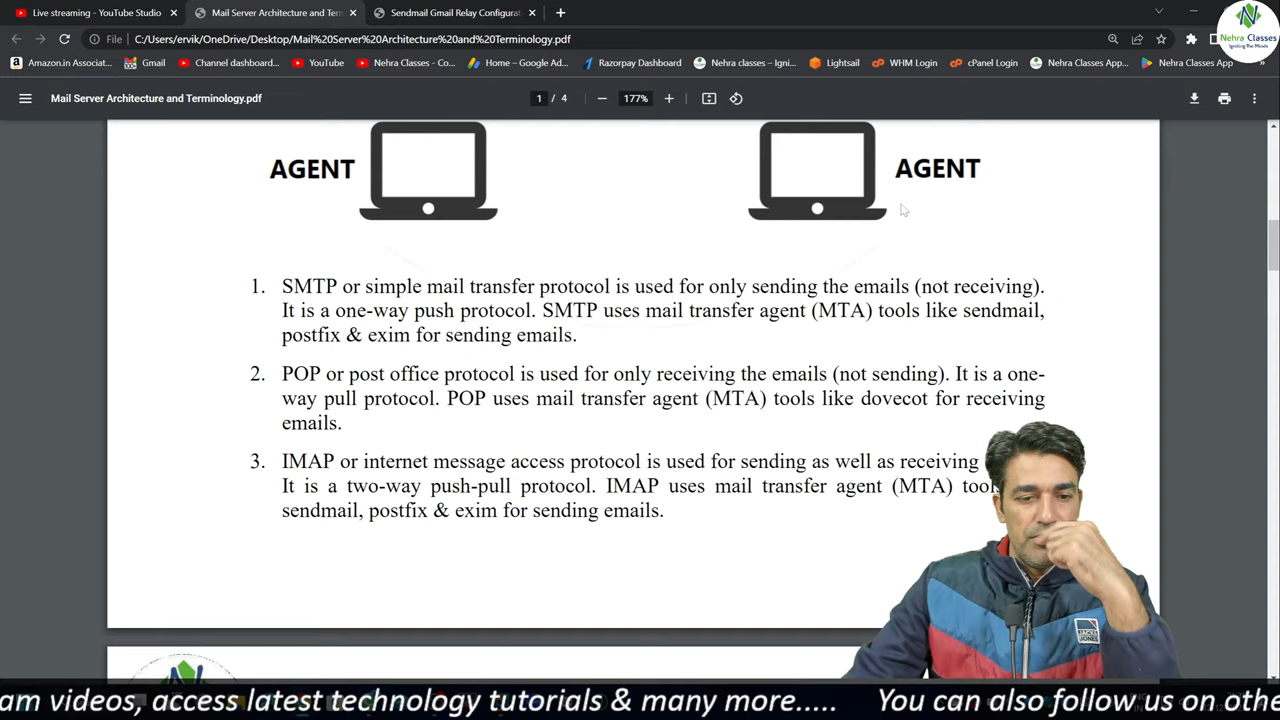 Live streaming - YouTube Studio
Mail Server Architecture and Ter
Sendmail Gmail Relay Configurat
File
C:/Users/ervik/OneDrive/Desktop/Mail%20Server%20Architecture%20and%20Terminology.pdf
Nehra Classes
Igniting The Minds
Amazon.in Associat...
Gmail
Channel dashboard...
YouTube
Nehra Classes - Co...
Home – Google Ad...
Razorpay Dashboard
Nehra classes – Igni...
Lightsail
WHM Login
cPanel Login
Nehra Classes (Admi...
Nehra Classes App
Mail Server Architecture and Terminology.pdf
1 / 4
177%
AGENT
AGENT
1. SMTP or simple mail transfer protocol is used for only sending the emails (not receiving).
It is a one-way push protocol. SMTP uses mail transfer agent (MTA) tools like sendmail,
postfix & exim for sending emails.
2. POP or post office protocol is used for only receiving the emails (not sending). It is a one-
way pull protocol. POP uses mail transfer agent (MTA) tools like dovecot for receiving
emails.
3. IMAP or internet message access protocol is used for sending as well as receiving
It is a two-way push-pull protocol. IMAP uses mail transfer agent (MTA)
sendmail, postfix & exim for sending emails.
JACK &
JONES
am videos, access latest technology tutorials & many more..... You can also follow us on othe